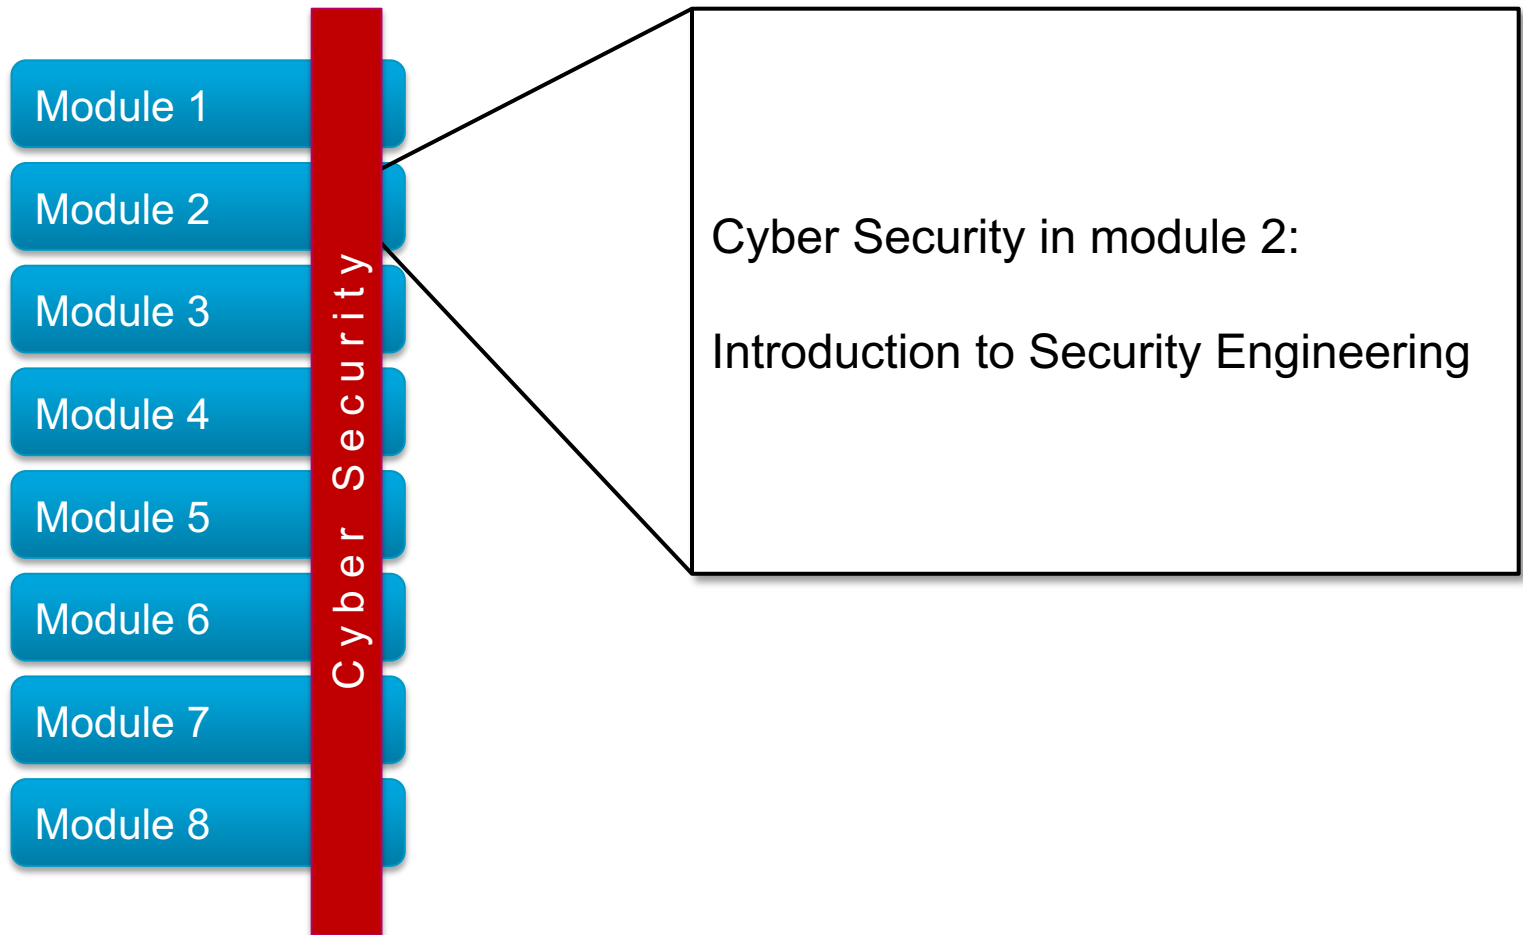 Module 1
Module 2
Module 3
Module 4
Module 5
Module 6
Module 7
Module 8
Cyber Security
Cyber Security in module 2:
Introduction to Security Engineering